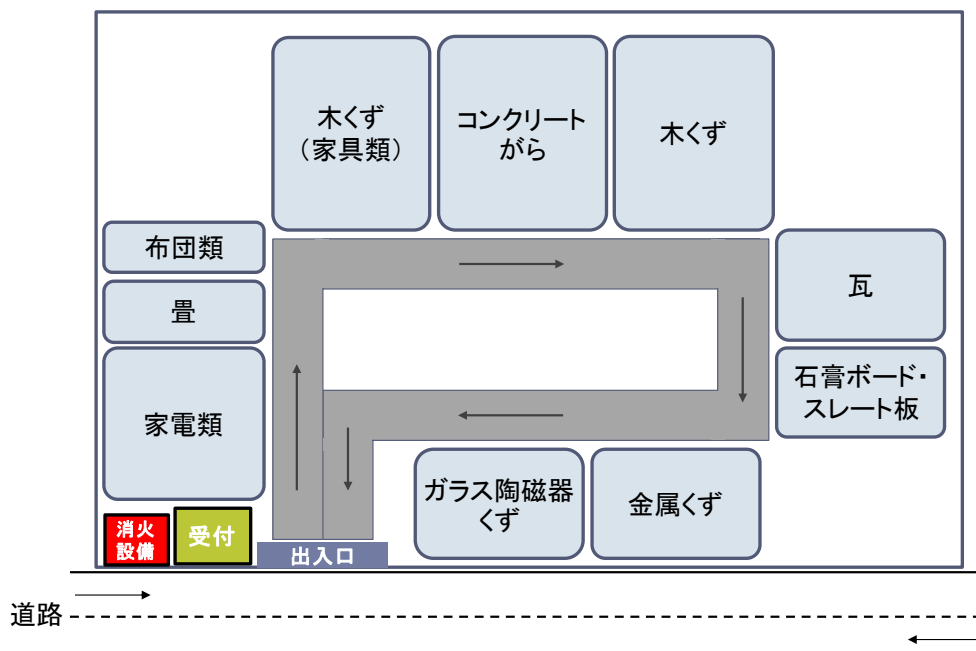 木くず
（家具類）
コンクリート
がら
木くず
布団類
畳
家電類
瓦
石膏ボード・
スレート板
ガラス陶磁器
くず
金属くず
消火
設備
受付
出入口
道路